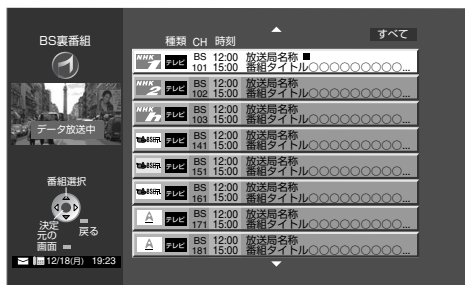 BS裏番組
データ放送中
番組選択
決定
戻る
元の
画面
12/18(月) 19:23
すべて
種類 CH 時刻
NHK 1 テレビ BS 101 12:00 15:00 放送局名称 ■
番組タイトル○○○○○○○○○...
NHK 2 テレビ BS 102 12:00 15:00 放送局名称
番組タイトル○○○○○○○○○...
NHK h テレビ BS 103 12:00 15:00 放送局名称
番組タイトル○○○○○○○○○...
テレビ BS 141 12:00 15:00 放送局名称
番組タイトル○○○○○○○○○...
テレビ BS 151 12:00 15:00 放送局名称
番組タイトル○○○○○○○○○...
テレビ BS 161 12:00 15:00 放送局名称
番組タイトル○○○○○○○○○...
A テレビ BS 171 12:00 15:00 放送局名称
番組タイトル○○○○○○○○○...
A テレビ BS 181 12:00 15:00 放送局名称
番組タイトル○○○○○○○○○...